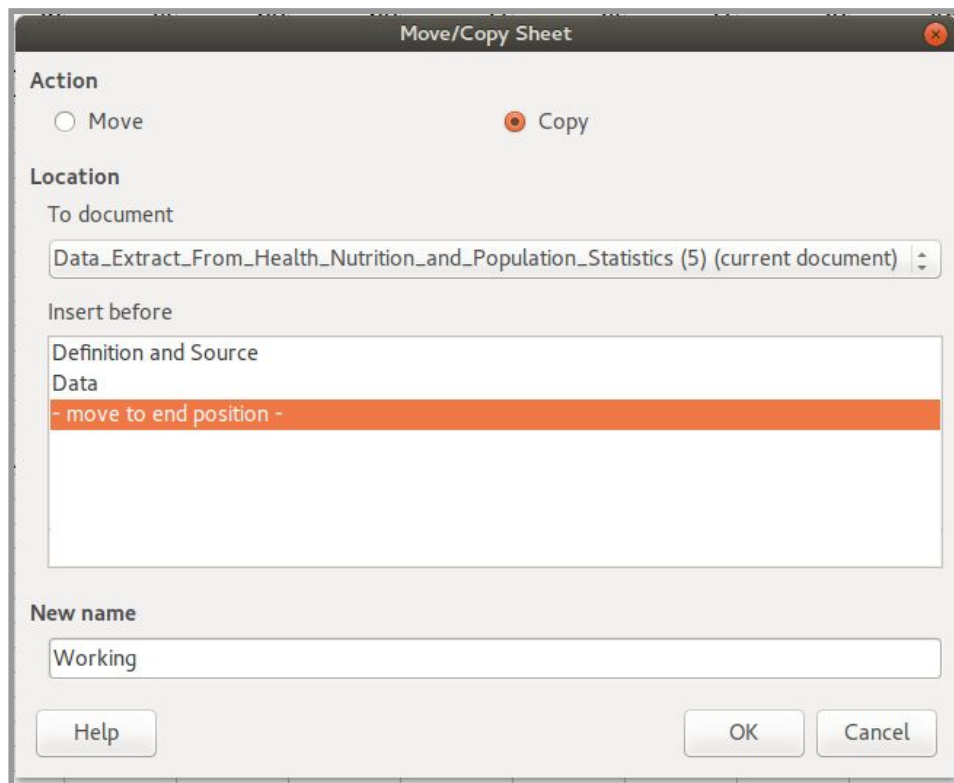 Move/Copy Sheet
Action
Move
Copy
Location
To document
Data_Extract_From_Health_Nutrition_and_Population_Statistics (5) (current document)
Insert before
Definition and Source
Data
- move to end position -
New name
Working
Help
OK
Cancel